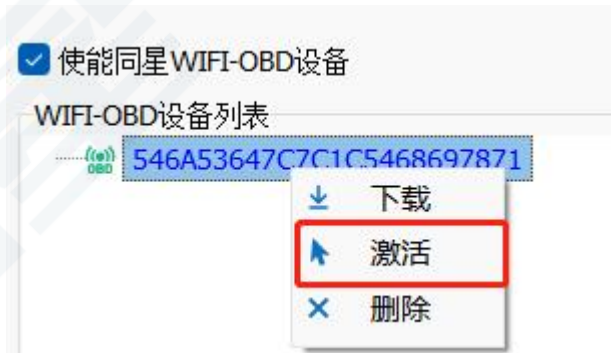 使能同星WIFI-OBD设备
WIFI-OBD设备列表
OBD 546A53647C7C1C5468697871
下载
激活
删除